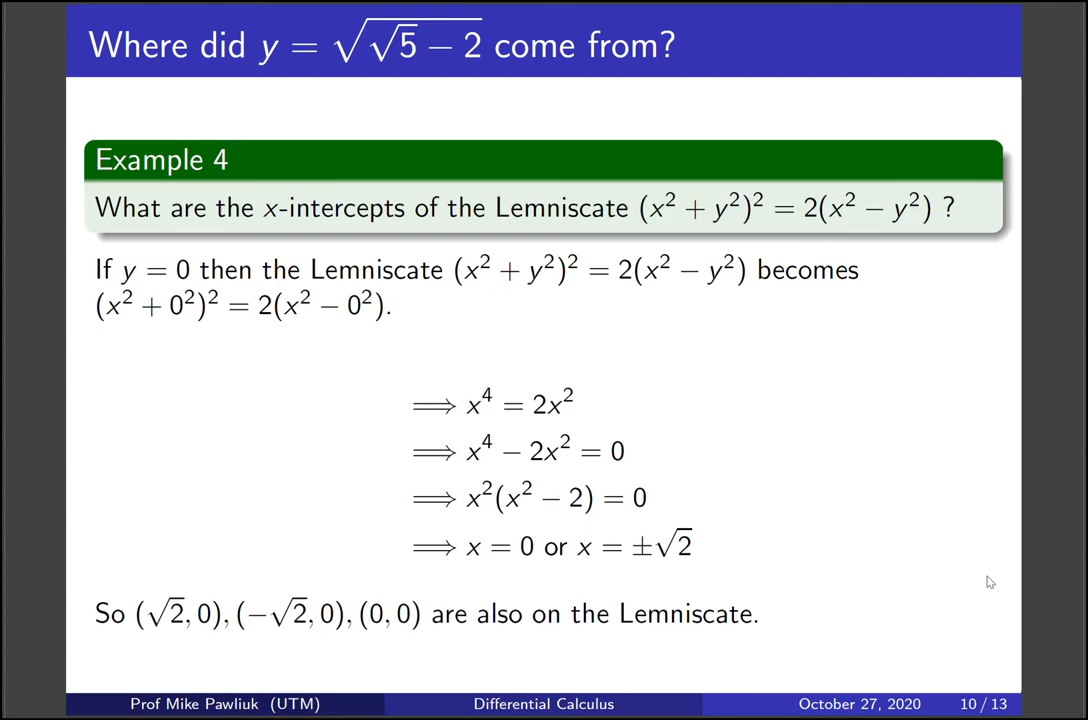 Where did y = √(√5 − 2) come from?
Example 4
What are the x-intercepts of the Lemniscate (x² + y²)² = 2(x² − y²) ?
If y = 0 then the Lemniscate (x² + y²)² = 2(x² − y²) becomes
(x² + 0²)² = 2(x² − 0²).
⟹ x⁴ = 2x²
⟹ x⁴ − 2x² = 0
⟹ x²(x² − 2) = 0
⟹ x = 0 or x = ±√2
So (√2, 0), (−√2, 0), (0, 0) are also on the Lemniscate.
Prof Mike Pawliuk (UTM) Differential Calculus October 27, 2020 10 / 13